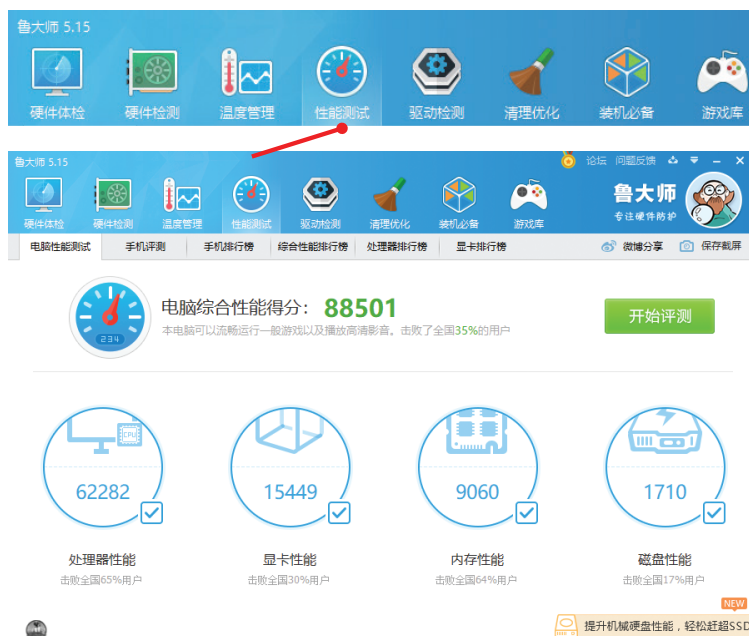 鲁大师 5.15
硬件体检 硬件检测 温度管理 性能测试 驱动检测 清理优化 装机必备 游戏库
鲁大师 5.15 论坛 问题反馈
硬件体检 硬件检测 温度管理 性能测试 驱动检测 清理优化 装机必备 游戏库
鲁大师
专注硬件防护
电脑性能测试 手机评测 手机排行榜 综合性能排行榜 处理器排行榜 显卡排行榜 微博分享 保存截屏
电脑综合性能得分: 88501
本电脑可以流畅运行一般游戏以及播放高清影音。击败了全国35%的用户
开始评测
234
CPU
62282 15449 9060 1710
处理器性能 显卡性能 内存性能 磁盘性能
击败全国65%用户 击败全国30%用户 击败全国64%用户 击败全国17%用户
NEW
提升机械硬盘性能，轻松赶超SSD